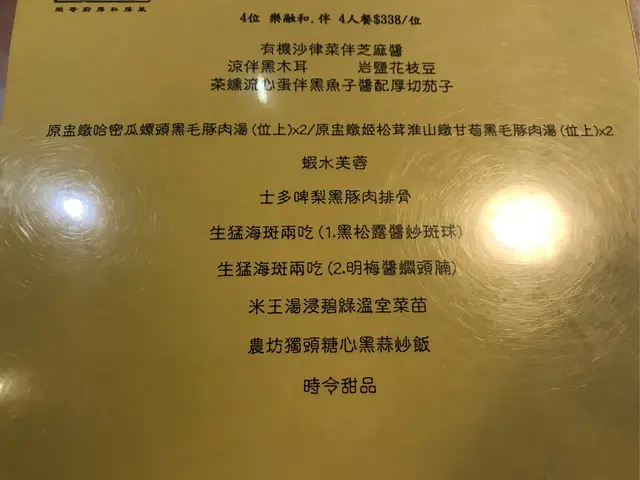 4位 樂融和.伴 4人餐$338/位
有機沙律菜伴芝麻醬
涼伴黑木耳 岩鹽花枝豆
茶燻流心蛋伴黑魚子醬配厚切茄子
原盅燉哈密瓜螺頭黑毛豚肉湯(位上)x2/原盅燉姬松茸淮山燉甘荀黑毛豚肉湯(位上)x2
蝦水芙蓉
士多啤梨黑豚肉排骨
生猛海斑兩吃(1.黑松露醬炒斑球)
生猛海斑兩吃(2.明梅醬爓頭腩)
米王湯浸碧綠溫室菜苗
農坊獨頭糖心黑蒜炒飯
時令甜品